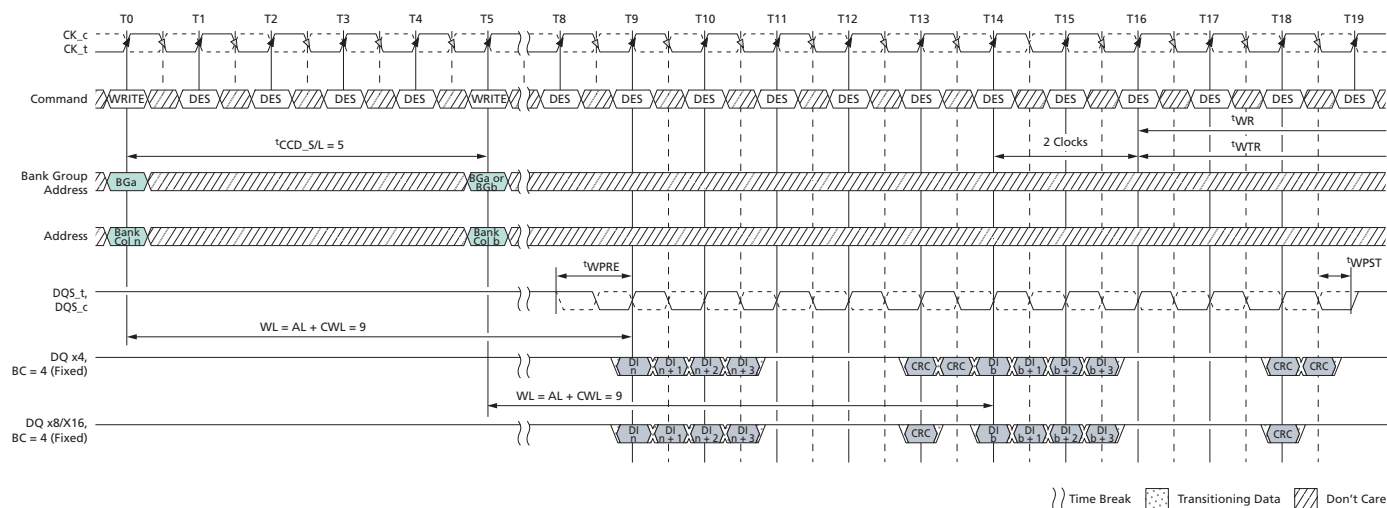 T0 T1 T2 T3 T4 T5 T8 T9 T10 T11 T12 T13 T14 T15 T16 T17 T18 T19
CK_c
CK_t
Command WRITE DES DES DES DES WRITE DES DES DES DES DES DES DES DES DES DES DES DES
tWR
tCCD_S/L = 5
2 Clocks
tWTR
Bank Group
Address
BGa
BGa or
BGb
Address
Bank
Col n
Bank
Col b
tWPRE
tWPST
DQS_t,
DQS_c
WL = AL + CWL = 9
DQ x4,
BC = 4 (Fixed)
DI
n
DI
n + 1
DI
n + 2
DI
n + 3
CRC
CRC
DI
b
DI
b + 1
DI
b + 2
DI
b + 3
CRC
CRC
WL = AL + CWL = 9
DQ x8/X16,
BC = 4 (Fixed)
DI
n
DI
n + 1
DI
n + 2
DI
n + 3
CRC
DI
b
DI
b + 1
DI
b + 2
DI
b + 3
CRC
Time Break Transitioning Data Don't Care